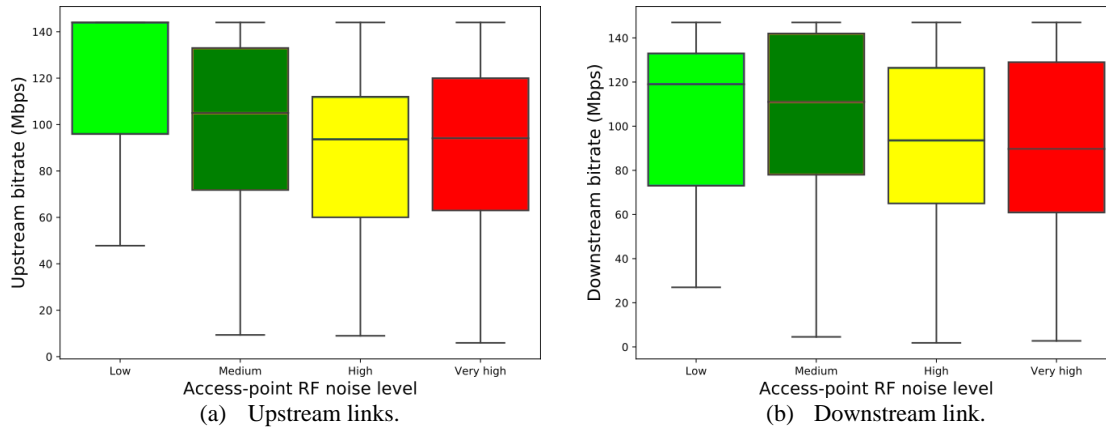 140
120
100
80
60
40
20
0
Upstream bitrate (Mbps)
Low Medium High Very high
Access-point RF noise level
(a) Upstream links.
140
120
100
80
60
40
20
0
Downstream bitrate (Mbps)
Low Medium High Very high
Access-point RF noise level
(b) Downstream link.